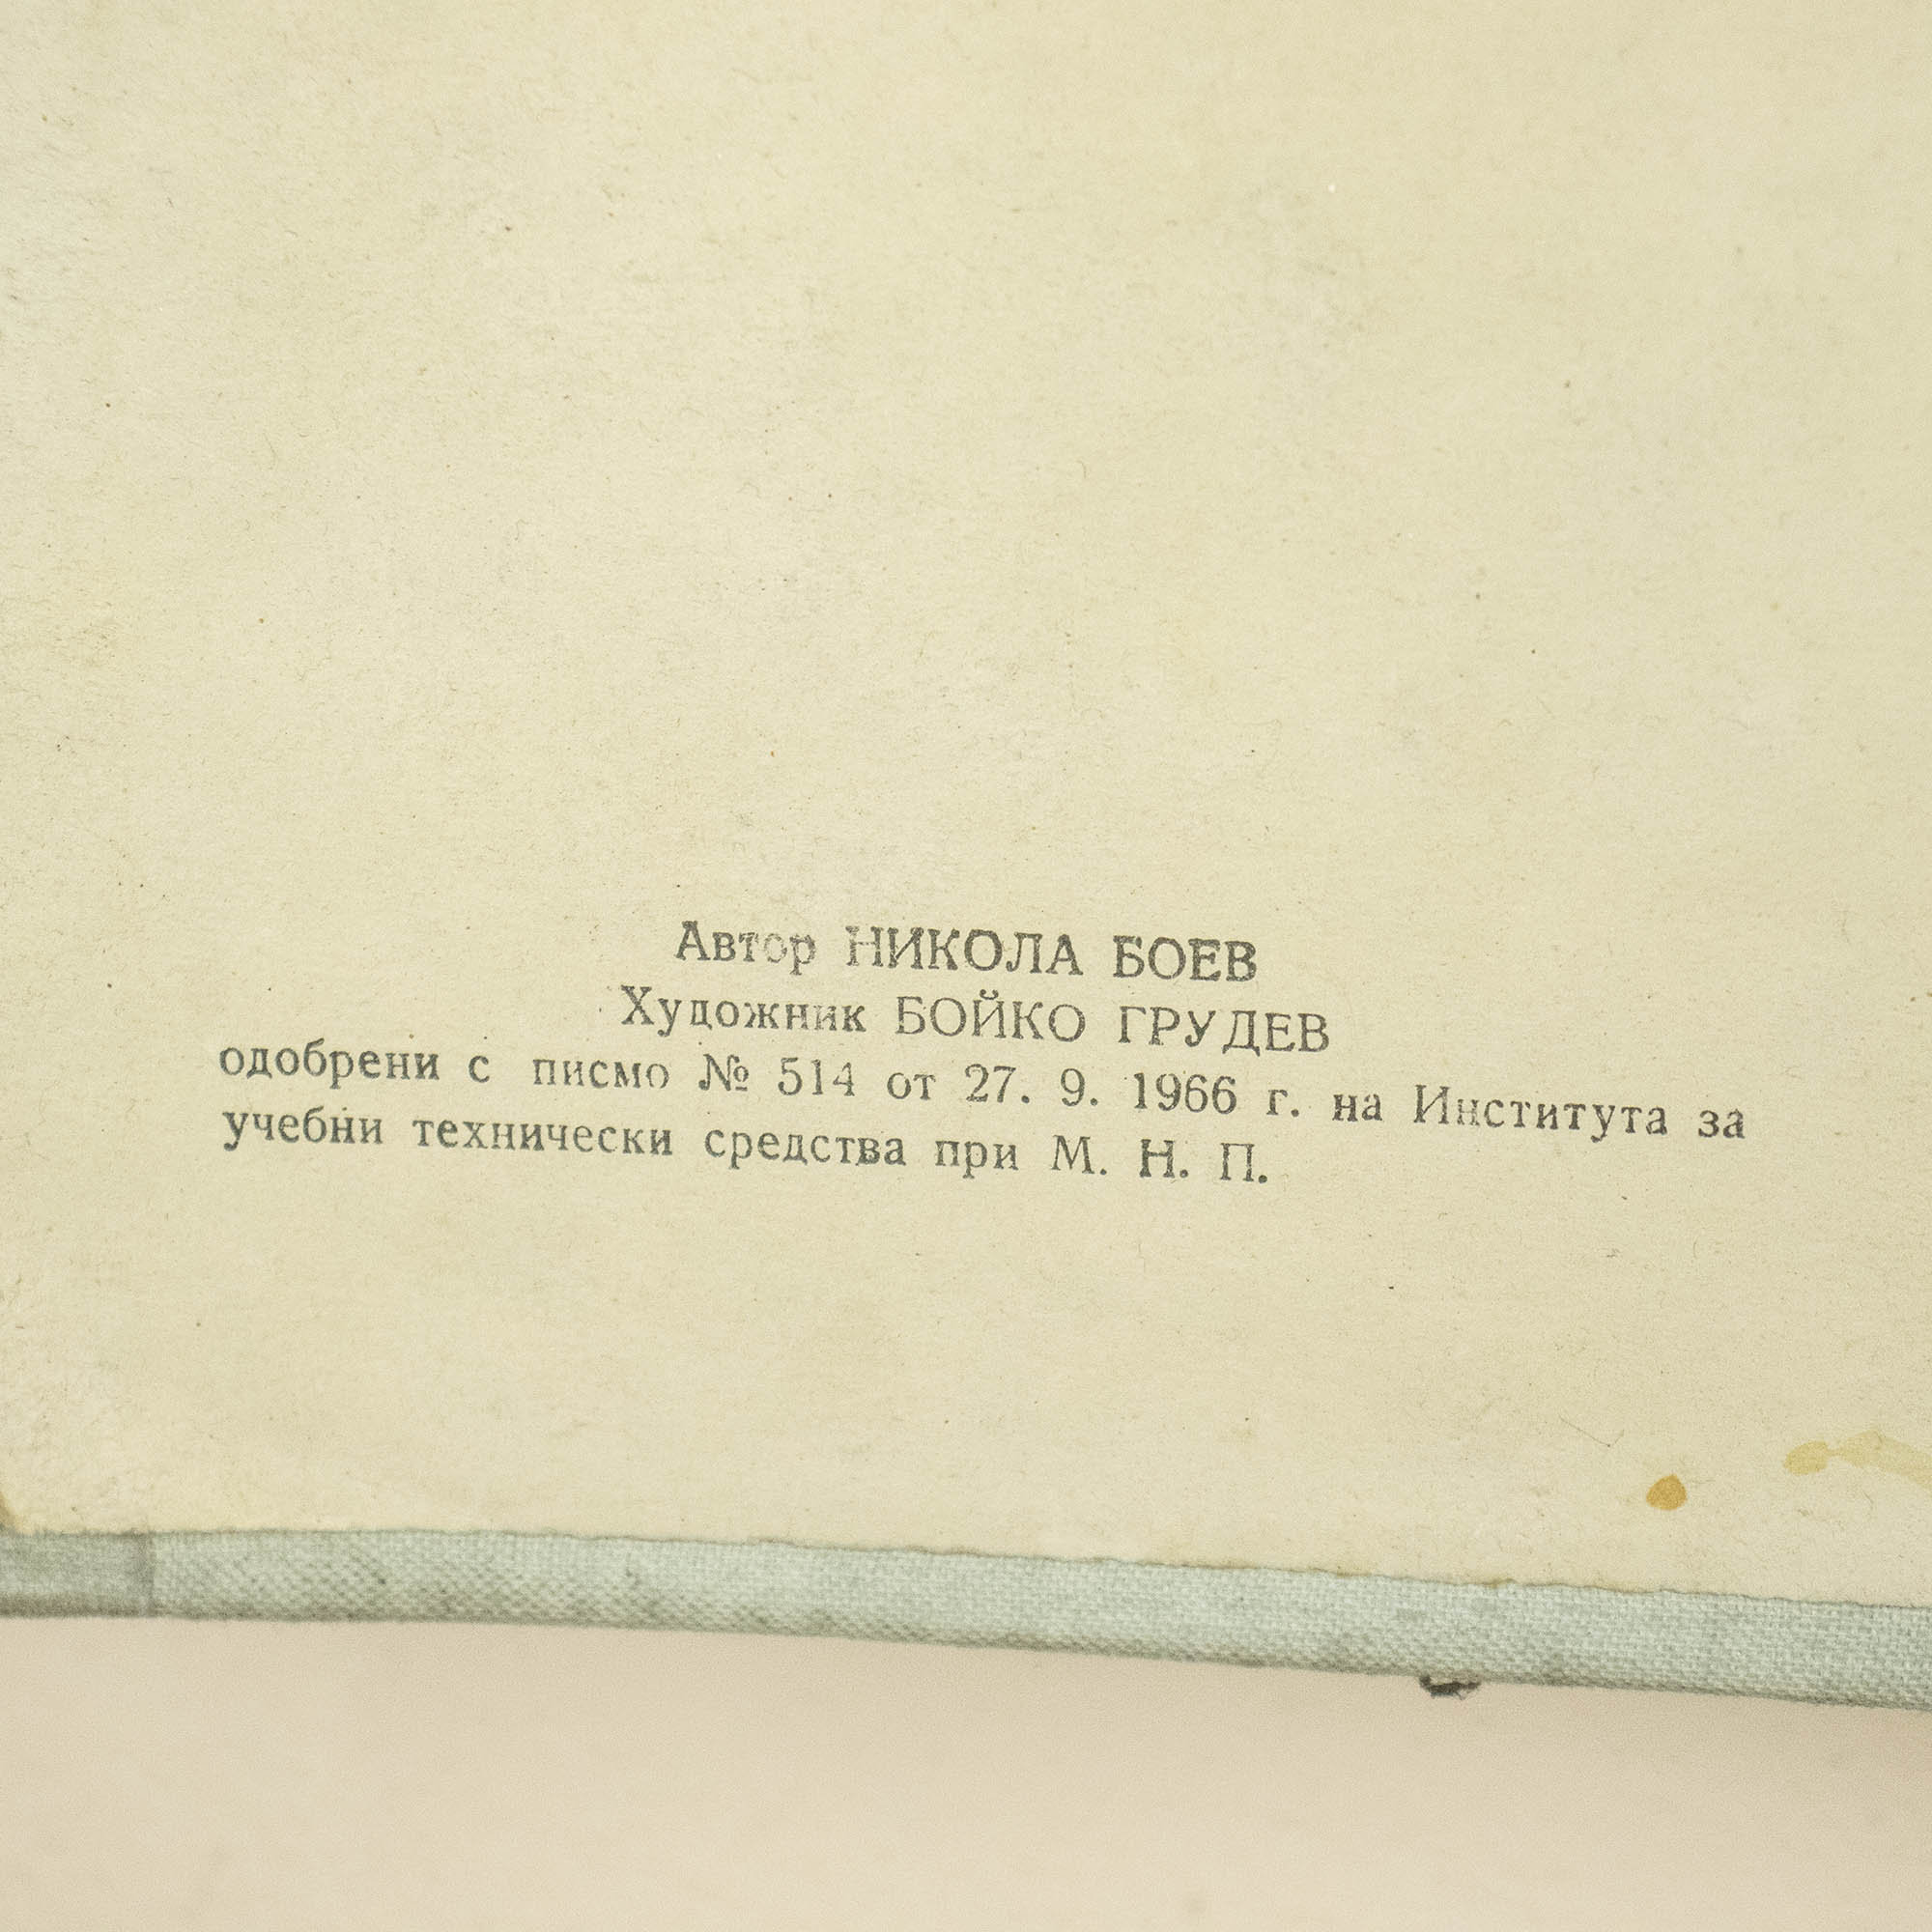 Автор НИКОЛА БОЕВ
Художник БОЙКО ГРУДЕВ
одобрени с писмо № 514 от 27. 9. 1966 г. на Института за
учебни технически средства при М. Н. П.